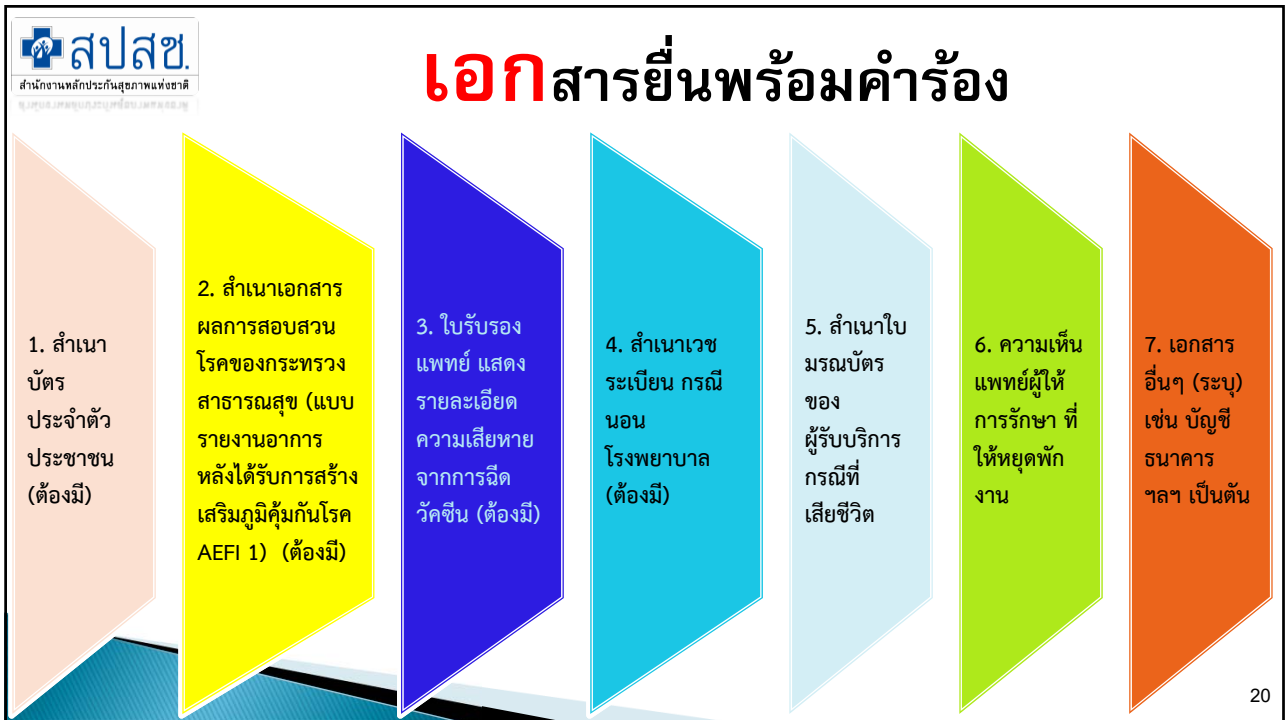 สปสช.
สำนักงานหลักประกันสุขภาพแห่งชาติ
เอกสารยื่นพร้อมคำร้อง
1. สำเนา
บัตร
ประจำตัว
ประชาชน
(ต้องมี)
2. สำเนาเอกสาร
ผลการสอบสวน
โรคของกระทรวง
สาธารณสุข (แบบ
รายงานอาการ
หลังได้รับการสร้าง
เสริมภูมิคุ้มกันโรค
AEFI 1) (ต้องมี)
3. ใบรับรอง
แพทย์ แสดง
รายละเอียด
ความเสียหาย
จากการฉีด
วัคซีน (ต้องมี)
4. สำเนาเวช
ระเบียน กรณี
นอน
โรงพยาบาล
(ต้องมี)
5. สำเนาใบ
มรณบัตร
ของ
ผู้รับบริการ
กรณีที่
เสียชีวิต
6. ความเห็น
แพทย์ผู้ให้
การรักษา ที่
ให้หยุดพัก
งาน
7. เอกสาร
อื่นๆ (ระบุ)
เช่น บัญชี
ธนาคาร
ฯลฯ เป็นต้น
20